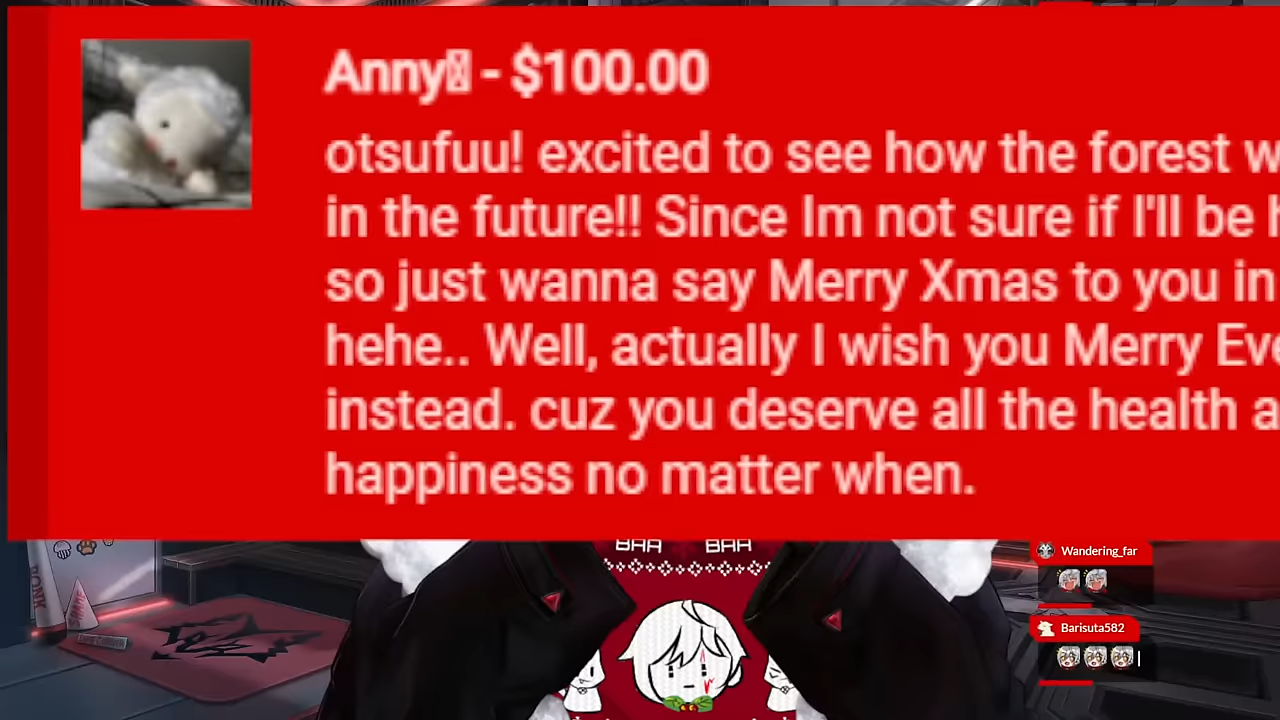 Anny - $100.00
otsufuu! excited to see how the forest
in the future!! Since Im not sure if I'll be
so just wanna say Merry Xmas to you in
hehe.. Well, actually I wish you Merry
instead. cuz you deserve all the health
happiness no matter when.
BAA BAA
Wandering_far
Barisuta582
BONK